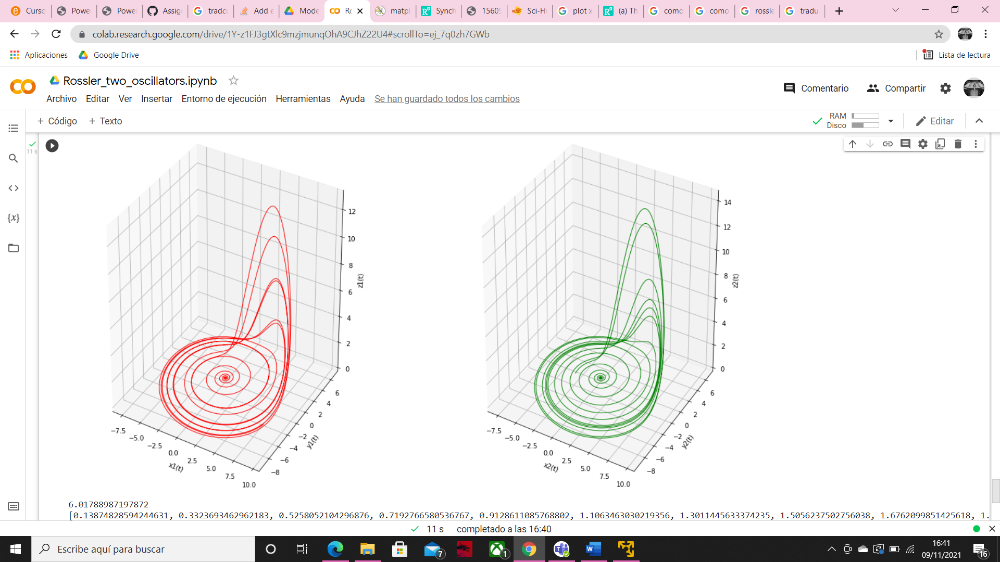 Curso
Power
Power
Assig
tradcu
Add e
Mode
Ro
matpl
Synch
15605
Sci-H
plot x
(a) Th
como
como
rossle
tradu
colab.research.google.com/drive/1Y-z1FJ3gtXlc9mzjmunqOhA9CJhZ22U4#scrollTo=ej_7q0zh7GWb
Aplicaciones
Google Drive
Lista de lectura
Rossler_two_oscillators.ipynb
Comentario
Compartir
Archivo Editar Ver Insertar Entorno de ejecución Herramientas Ayuda Se han guardado todos los cambios
+ Código + Texto
RAM
Disco
Editar
11 s
{x}
12
10
8
6
4
2
0
z1(t)
6
4
2
0
−2
−4
−6
−8
y1(t)
−7.5
−5.0
−2.5
0.0
2.5
5.0
7.5
10.0
x1(t)
14
12
10
8
6
4
2
0
z2(t)
6
4
2
0
−2
−4
−6
−8
y2(t)
−7.5
−5.0
−2.5
0.0
2.5
5.0
7.5
10.0
x2(t)
6.01788987197872
[0.13874828594244631, 0.3323693462962183, 0.5258052104296876, 0.7192766580536767, 0.9128611085768802, 1.1063463030219356, 1.3011445633374235, 1.5056237502756038, 1.6762099851425618, 1.
11 s completado a las 16:40
Escribe aquí para buscar
7
1
16:41
09/11/2021
16